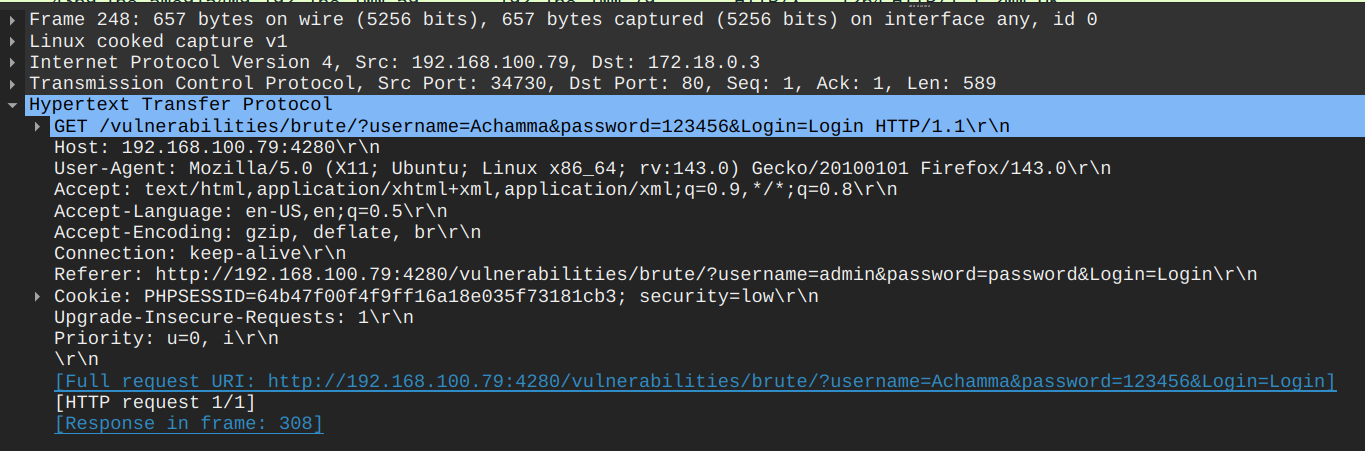 Frame 248: 657 bytes on wire (5256 bits), 657 bytes captured (5256 bits) on interface any, id 0
Linux cooked capture v1
Internet Protocol Version 4, Src: 192.168.100.79, Dst: 172.18.0.3
Transmission Control Protocol, Src Port: 34730, Dst Port: 80, Seq: 1, Ack: 1, Len: 589
Hypertext Transfer Protocol
GET /vulnerabilities/brute/?username=Achamma&password=123456&Login=Login HTTP/1.1\r\n
Host: 192.168.100.79:4280\r\n
User-Agent: Mozilla/5.0 (X11; Ubuntu; Linux x86_64; rv:143.0) Gecko/20100101 Firefox/143.0\r\n
Accept: text/html,application/xhtml+xml,application/xml;q=0.9,*/*;q=0.8\r\n
Accept-Language: en-US,en;q=0.5\r\n
Accept-Encoding: gzip, deflate, br\r\n
Connection: keep-alive\r\n
Referer: http://192.168.100.79:4280/vulnerabilities/brute/?username=admin&password=password&Login=Login\r\n
Cookie: PHPSESSID=64b47f00f4f9ff16a18e035f73181cb3; security=low\r\n
Upgrade-Insecure-Requests: 1\r\n
Priority: u=0, i\r\n
\r\n
[Full request URI: http://192.168.100.79:4280/vulnerabilities/brute/?username=Achamma&password=123456&Login=Login]
[HTTP request 1/1]
[Response in frame: 308]